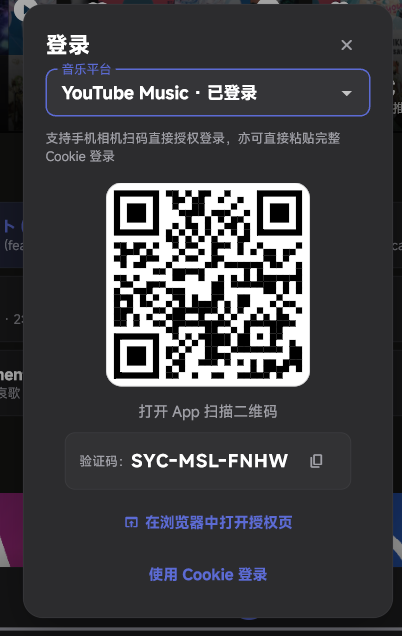 登录
音乐平台
YouTube Music · 已登录
支持手机相机扫码直接授权登录，亦可直接粘贴完整
Cookie 登录
打开 App 扫描二维码
验证码： SYC-MSL-FNHW
在浏览器中打开授权页
使用 Cookie 登录